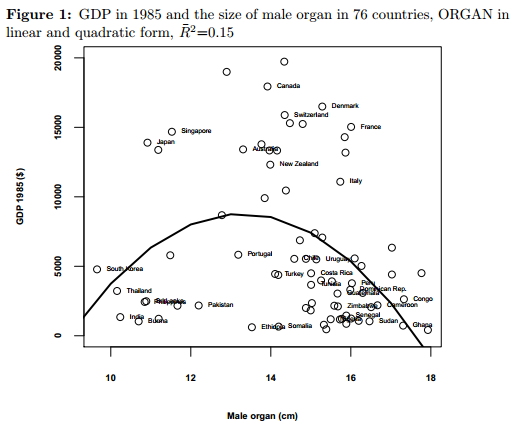 Figure 1: GDP in 1985 and the size of male organ in 76 countries, ORGAN in
linear and quadratic form, R̄²=0.15
20000
15000
10000
5000
0
GDP 1985 ($)
Canada
Denmark
Switzerland
France
Singapore
Japan
Australia
New Zealand
Italy
Portugal
Chile Uruguay
South Korea
Turkey
Costa Rica
Tunisia
Peru
Dominican Rep.
Guatemala
Thailand
Philippines
Pakistan
Zimbabwe
Cameroon
Congo
India
Burma
Senegal
Sudan
Ghana
Ethiopia
Somalia
10 12 14 16 18
Male organ (cm)